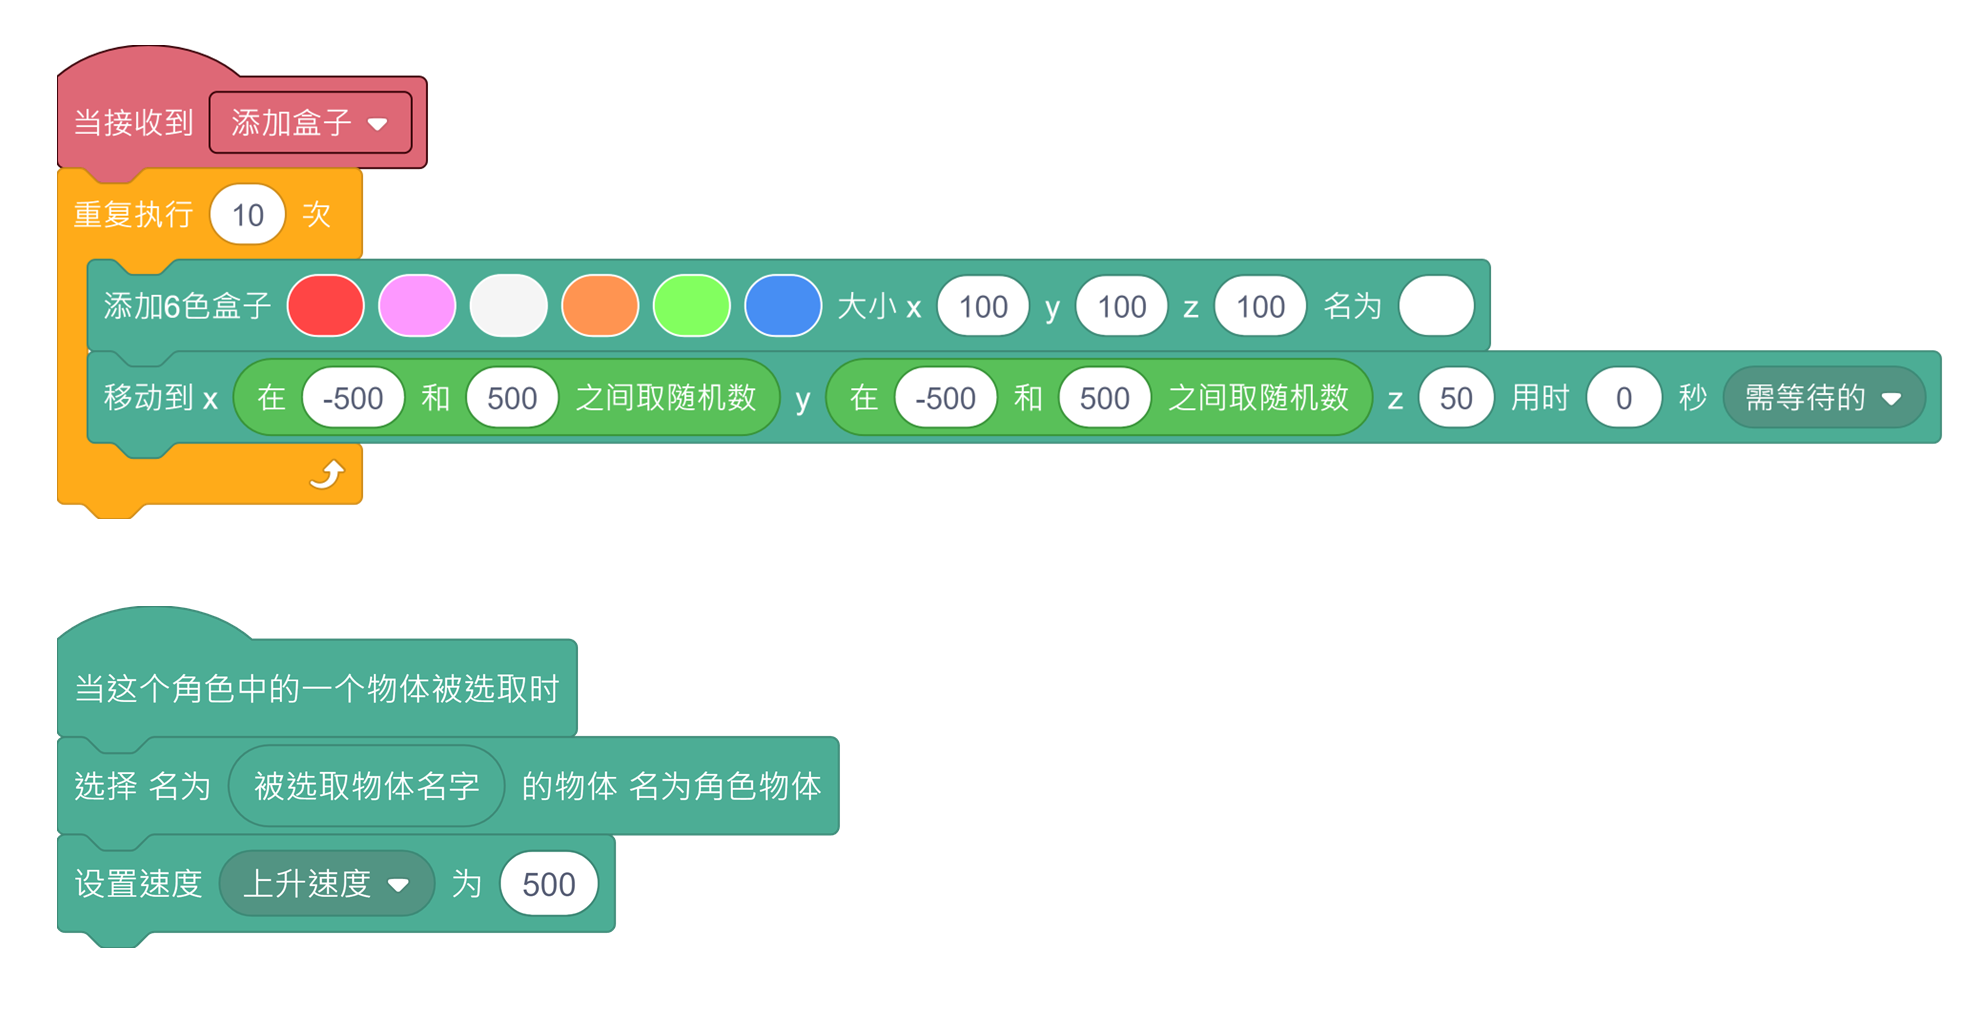 当接收到 添加盒子
重复执行 10 次
添加6色盒子 大小 x 100 y 100 z 100 名为
移动到 x 在 -500 和 500 之间取随机数 y 在 -500 和 500 之间取随机数 z 50 用时 0 秒 需等待的
当这个角色中的一个物体被选取时
选择 名为 被选取物体名字 的物体 名为角色物体
设置速度 上升速度 为 500